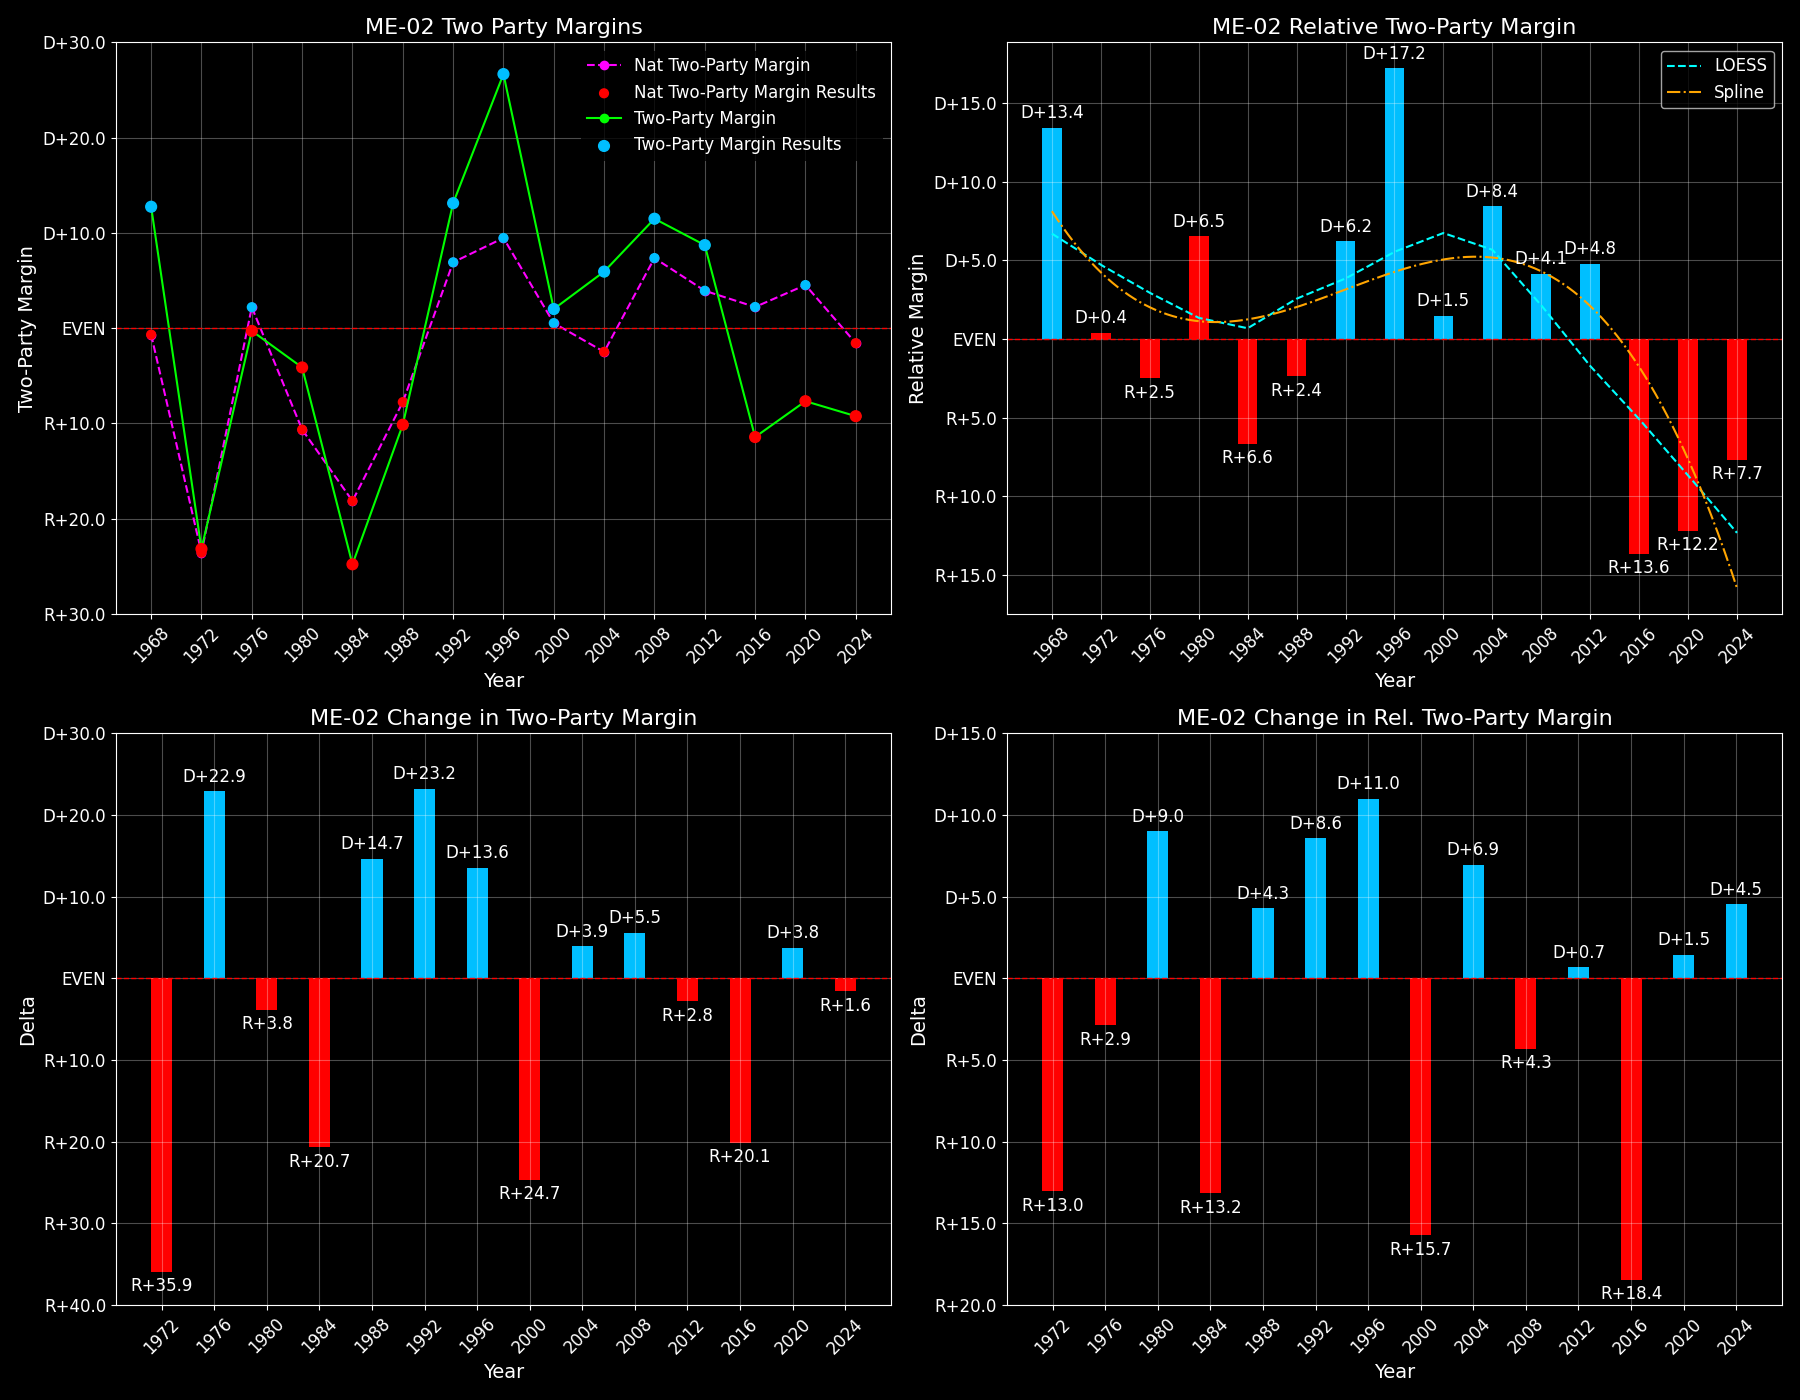 ME-02 Two Party Margins
D+30.0
D+20.0
D+10.0
EVEN
R+10.0
R+20.0
R+30.0
Two-Party Margin
Nat Two-Party Margin
Nat Two-Party Margin Results
Two-Party Margin
Two-Party Margin Results
1968
1972
1976
1980
1984
1988
1992
1996
2000
2004
2008
2012
2016
2020
2024
Year
ME-02 Relative Two-Party Margin
D+15.0
D+10.0
D+5.0
EVEN
R+5.0
R+10.0
R+15.0
Relative Margin
LOESS
Spline
D+13.4
D+0.4
R+2.5
D+6.5
R+6.6
R+2.4
D+6.2
D+17.2
D+1.5
D+8.4
D+4.1
D+4.8
R+13.6
R+12.2
R+7.7
1968
1972
1976
1980
1984
1988
1992
1996
2000
2004
2008
2012
2016
2020
2024
Year
ME-02 Change in Two-Party Margin
D+30.0
D+20.0
D+10.0
EVEN
R+10.0
R+20.0
R+30.0
R+40.0
Delta
R+35.9
D+22.9
R+3.8
R+20.7
D+14.7
D+23.2
D+13.6
R+24.7
D+3.9
D+5.5
R+2.8
R+20.1
D+3.8
R+1.6
1972
1976
1980
1984
1988
1992
1996
2000
2004
2008
2012
2016
2020
2024
Year
ME-02 Change in Rel. Two-Party Margin
D+15.0
D+10.0
D+5.0
EVEN
R+5.0
R+10.0
R+15.0
R+20.0
Delta
R+13.0
R+2.9
D+9.0
R+13.2
D+4.3
D+8.6
D+11.0
R+15.7
D+6.9
R+4.3
D+0.7
R+18.4
D+1.5
D+4.5
1972
1976
1980
1984
1988
1992
1996
2000
2004
2008
2012
2016
2020
2024
Year